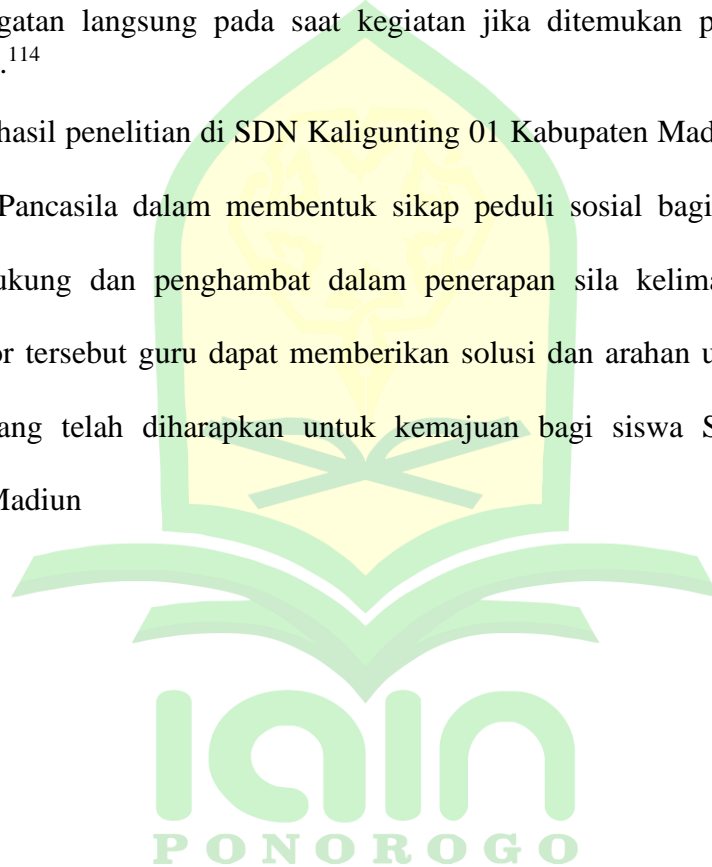 gatan langsung pada saat kegiatan jika ditemukan p
.114
hasil penelitian di SDN Kaligunting 01 Kabupaten Mad
Pancasila dalam membentuk sikap peduli sosial bagi
ukung dan penghambat dalam penerapan sila kelima
or tersebut guru dapat memberikan solusi dan arahan u
ang telah diharapkan untuk kemajuan bagi siswa S
Madiun
iain
PONOROGO